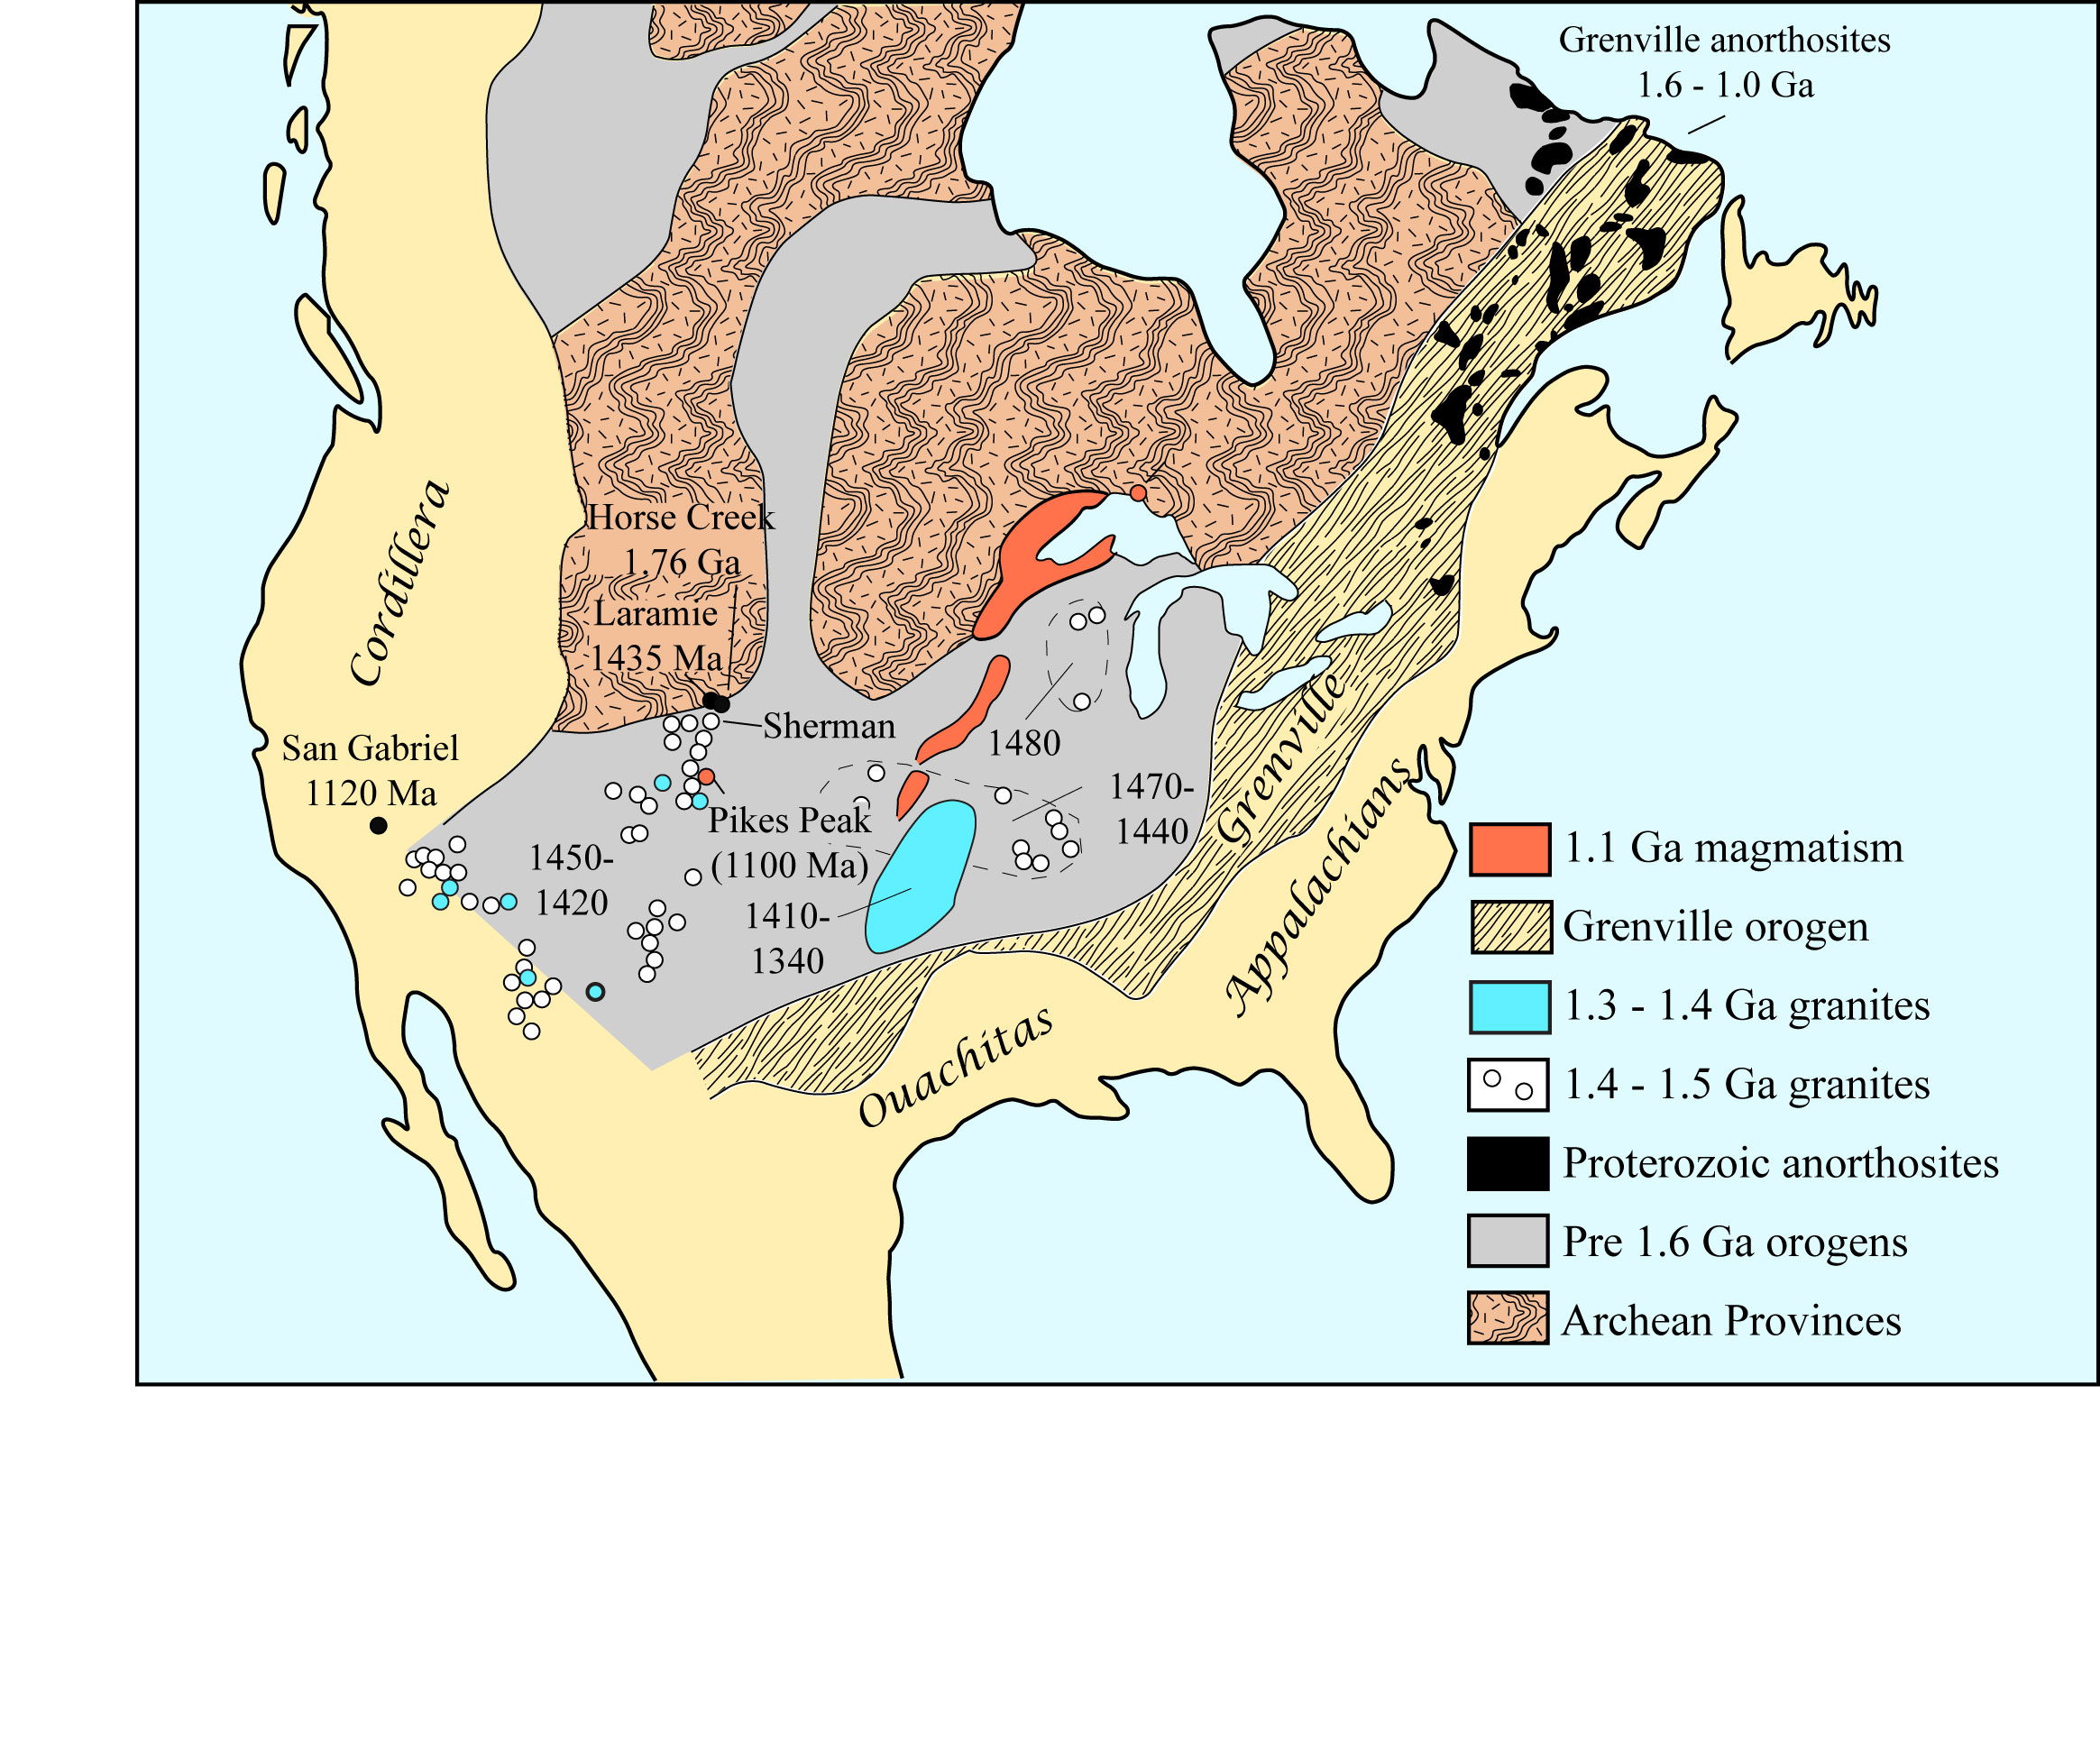 Grenville anorthosites
1.6 - 1.0 Ga
Cordillera
Horse Creek
1.76 Ga
Laramie
1435 Ma
Sherman
San Gabriel
1120 Ma
1480
Pikes Peak
(1100 Ma)
1470-
1440
1450-
1420
1410-
1340
Grenville
Appalachians
Ouachitas
1.1 Ga magmatism
Grenville orogen
1.3 - 1.4 Ga granites
1.4 - 1.5 Ga granites
Proterozoic anorthosites
Pre 1.6 Ga orogens
Archean Provinces